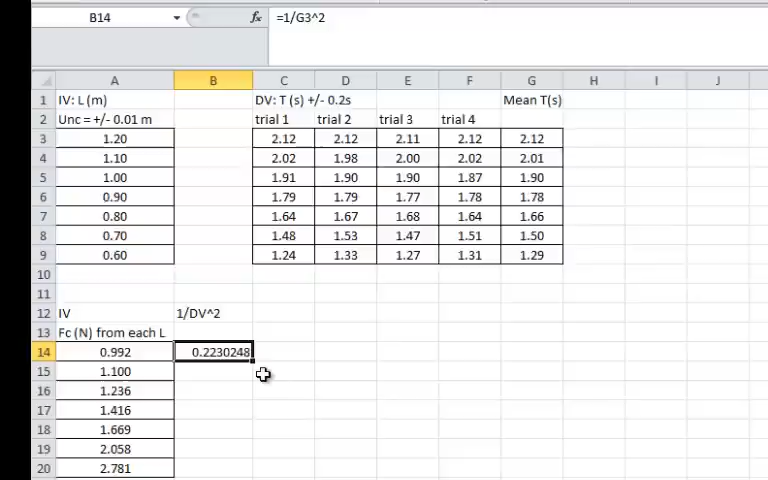 B14 fx =1/G3^2
A B C D E F G H I J
1 IV: L (m) DV: T (s) +/- 0.2s Mean T(s)
2 Unc = +/- 0.01 m trial 1 trial 2 trial 3 trial 4
3 1.20 2.12 2.12 2.11 2.12 2.12
4 1.10 2.02 1.98 2.00 2.02 2.01
5 1.00 1.91 1.90 1.90 1.87 1.90
6 0.90 1.79 1.79 1.77 1.78 1.78
7 0.80 1.64 1.67 1.68 1.64 1.66
8 0.70 1.48 1.53 1.47 1.51 1.50
9 0.60 1.24 1.33 1.27 1.31 1.29
10
11
12 IV 1/DV^2
13 Fc (N) from each L
14 0.992 0.2230248
15 1.100
16 1.236
17 1.416
18 1.669
19 2.058
20 2.781